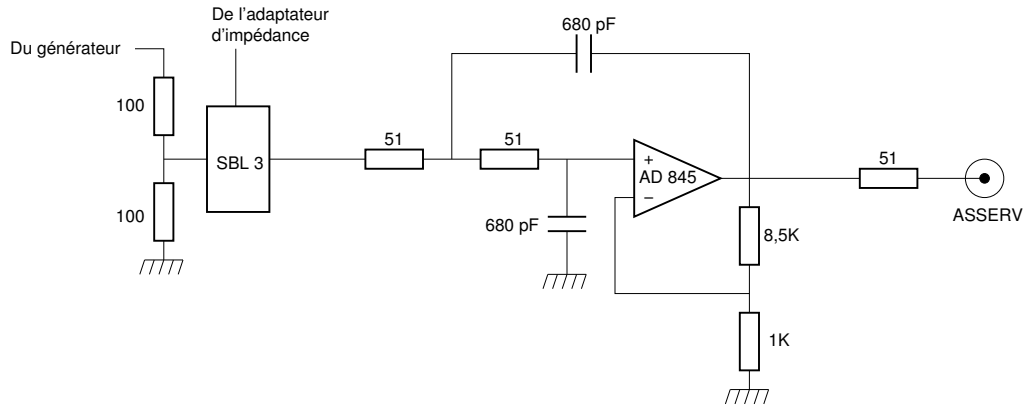 De l'adaptateur
d'impédance
Du générateur
680 pF
100
SBL 3
51
51
+
AD 845
−
51
ASSERV
100
680 pF
8,5K
1K